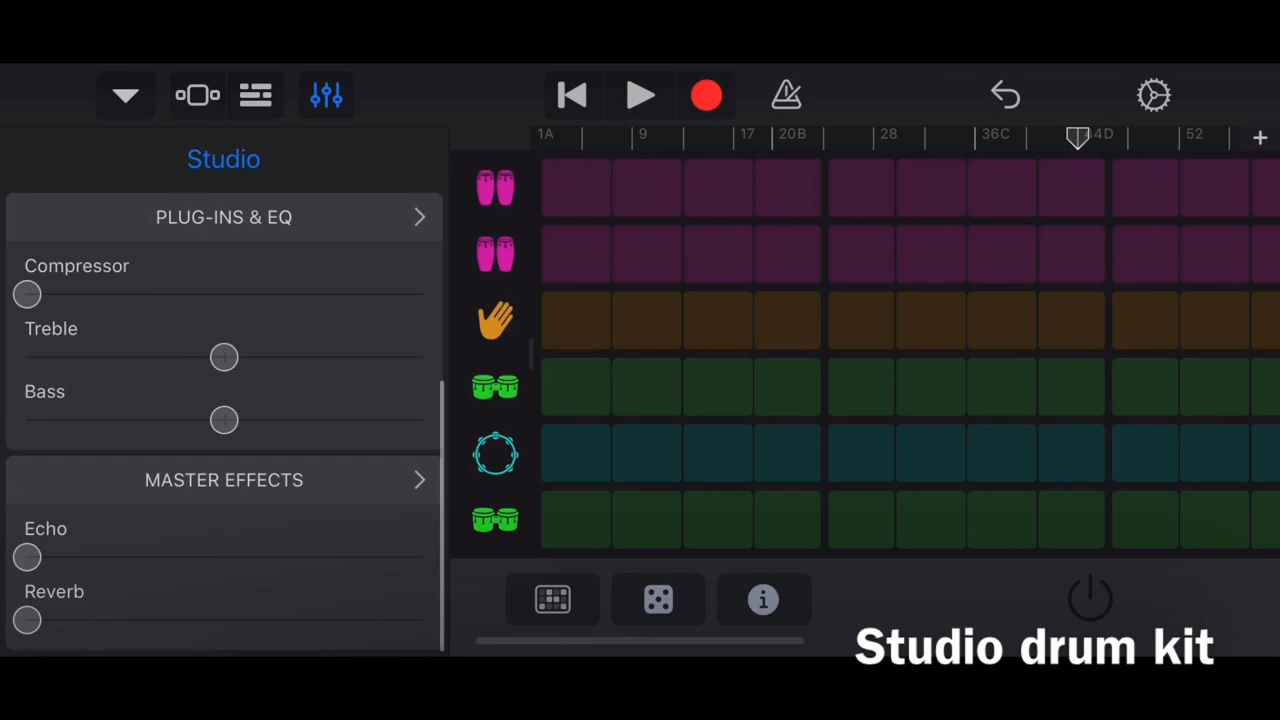 1A 9 17 20B 28 36C 44D 52 +
Studio
PLUG-INS & EQ
Compressor
Treble
Bass
MASTER EFFECTS
Echo
Reverb
Studio drum kit